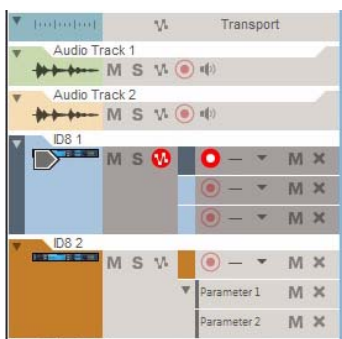 Transport
Audio Track 1
M S
Audio Track 2
M S
ID8 1
M S M
M
M
ID8 2
M S M
Parameter 1 M
Parameter 2 M